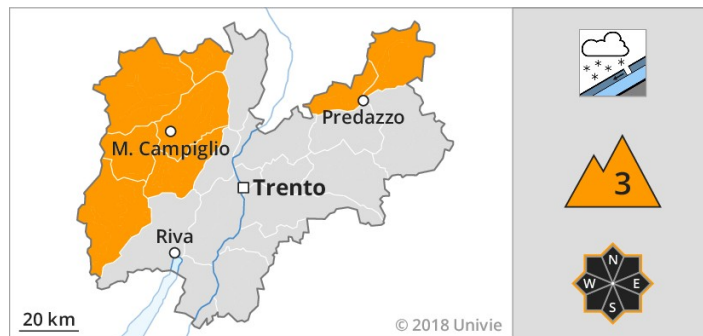 M. Campiglio
Predazzo
Trento
Riva
20 km
© 2018 Univie
3
N
W E
S